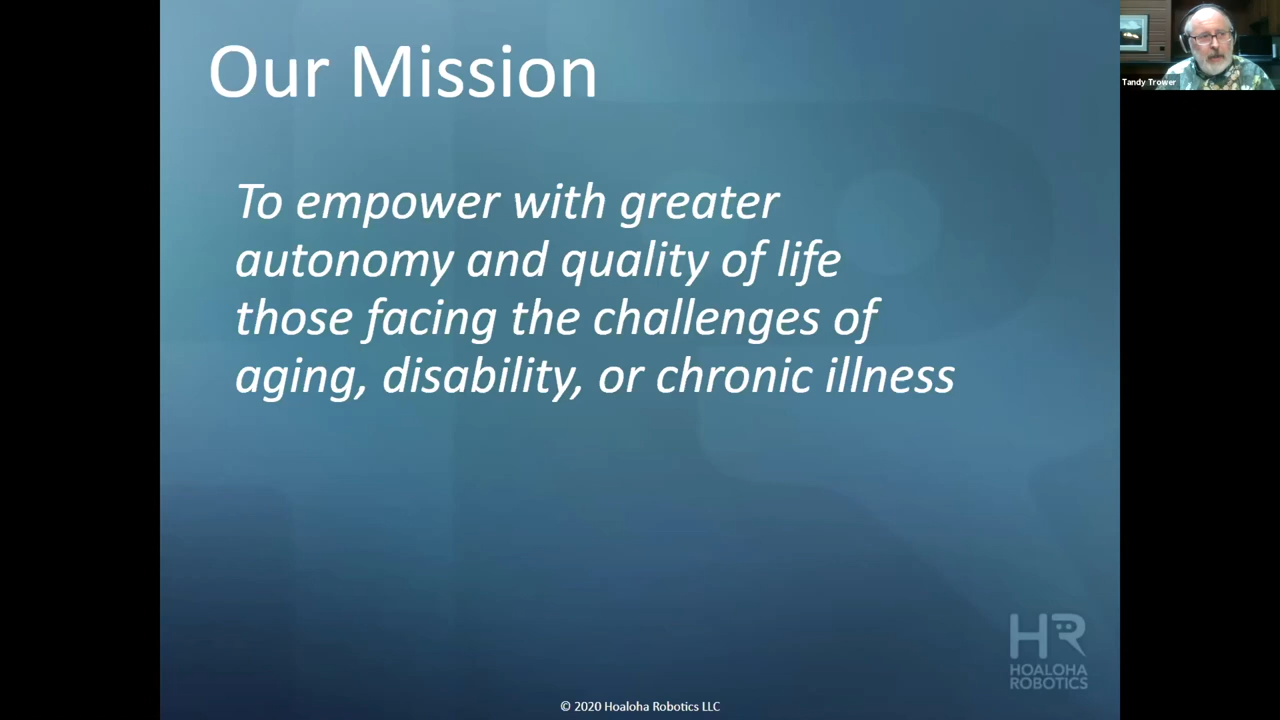 Our Mission
To empower with greater
autonomy and quality of life
those facing the challenges of
aging, disability, or chronic illness
Tandy Trower
HR
HOALOHA
ROBOTICS
© 2020 Hoaloha Robotics LLC